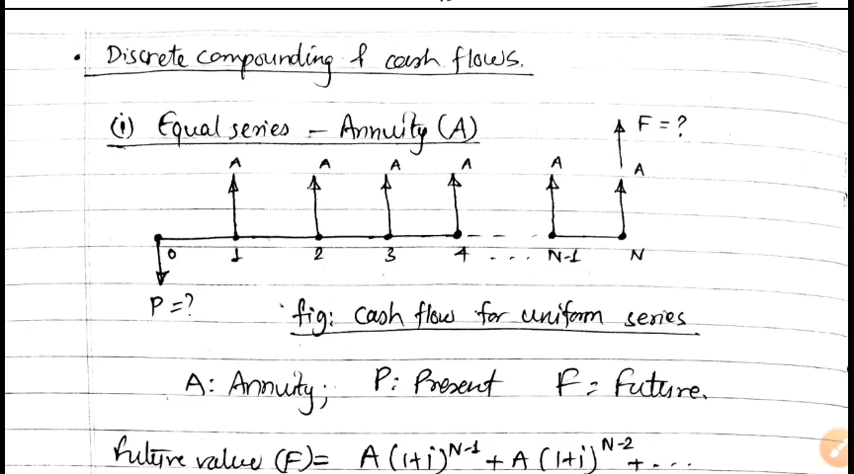 • Discrete compounding of cash flows.
(i) Equal series – Annuity (A)
F = ?
A A A A A A
0 1 2 3 4 .... N-1 N
P = ?
fig: Cash flow for uniform series
A: Annuity; P: Present F: Future.
Future value (F) = A (1+i)^N-1 + A (1+i)^N-2 + ...